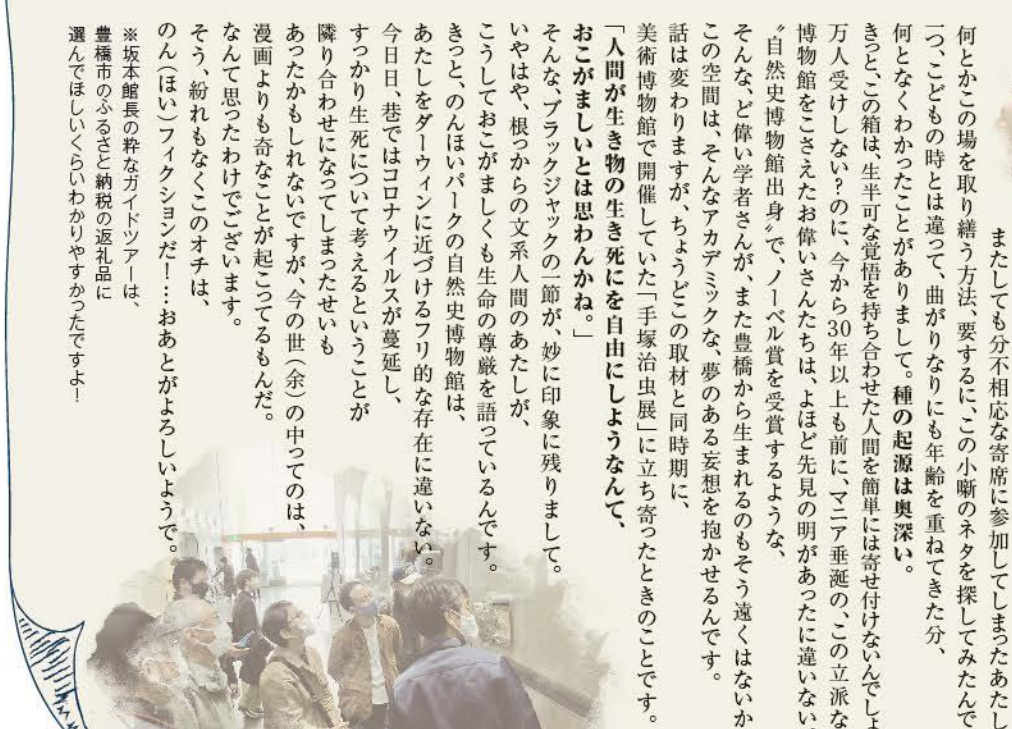 またしても分不相応な寄席に参加してしまったあたし
何とかこの場を取り繕う方法、要するに、この小噺のネタを探してみたんで
一つ、こどもの時とは違って、曲がりなりにも年齢を重ねてきた分、
何となくわかったことがありまして。種の起源は奥深い。
きっと、この箱は、生半可な覚悟を持ち合わせた人間を簡単には寄せ付けないんでしょ
万人受けしない?のに、今から30年以上も前に、マニア垂涎の、この立派な
博物館をこさえたお偉いさんたちは、よほど先見の明があったに違いない。
〝自然史博物館出身〟で、ノーベル賞を受賞するような、
そんな、ど偉い学者さんが、また豊橋から生まれるのもそう遠くはないか
この空間は、そんなアカデミックな、夢のある妄想を抱かせるんです。
話は変わりますが、ちょうどこの取材と同時期に、
美術博物館で開催していた「手塚治虫展」に立ち寄ったときのことです。
「人間が生き物の生き死にを自由にしようなんて、
おこがましいとは思わんかね。」
そんな、ブラックジャックの一節が、妙に印象に残りまして。
いやはや、根っからの文系人間のあたしが、
こうしておこがましくも生命の尊厳を語っているんです。
きっと、のんほいパークの自然史博物館は、
あたしをダーウィンに近づけるフリ的な存在に違いない。
今日日、巷ではコロナウイルスが蔓延し、
すっかり生死について考えるということが
隣り合わせになってしまったせいも
あったかもしれないですが、今の世(余)の中ってのは、
漫画よりも奇なことが起こってるもんだ。
なんて思ったわけでございます。
そう、紛れもなくこのオチは、
のん(ほい)フィクションだ!…おあとがよろしいようで。
※坂本館長の粋なガイドツアーは、
豊橋市のふるさと納税の返礼品に
選んでほしいくらいわかりやすかったですよ!